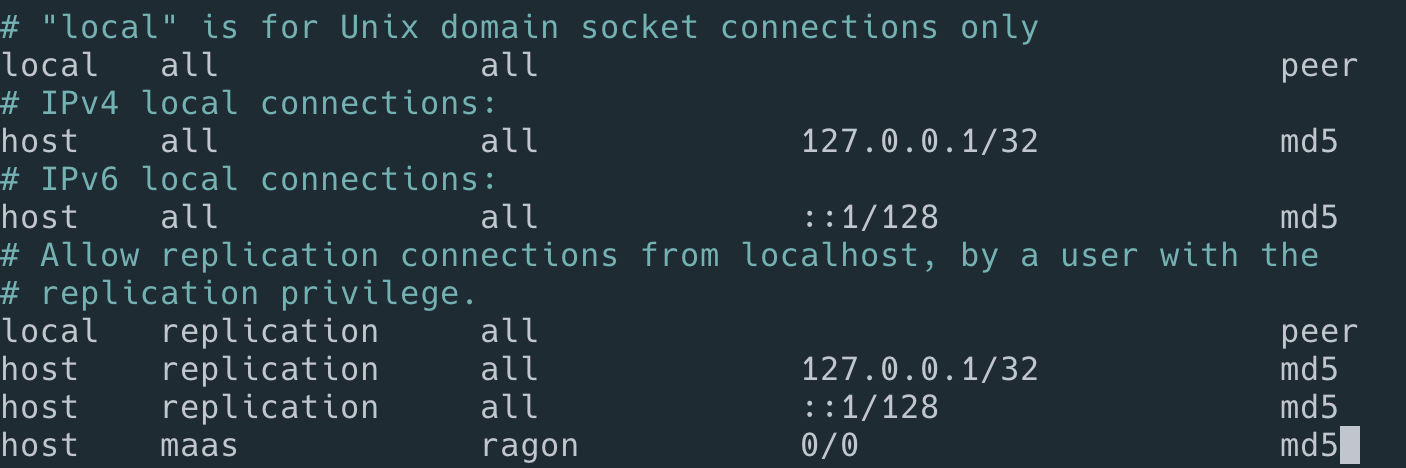 # "local" is for Unix domain socket connections only
local   all             all                                     peer
# IPv4 local connections:
host    all             all             127.0.0.1/32            md5
# IPv6 local connections:
host    all             all             ::1/128                 md5
# Allow replication connections from localhost, by a user with the
# replication privilege.
local   replication     all                                     peer
host    replication     all             127.0.0.1/32            md5
host    replication     all             ::1/128                 md5
host    maas            ragon           0/0                     md5